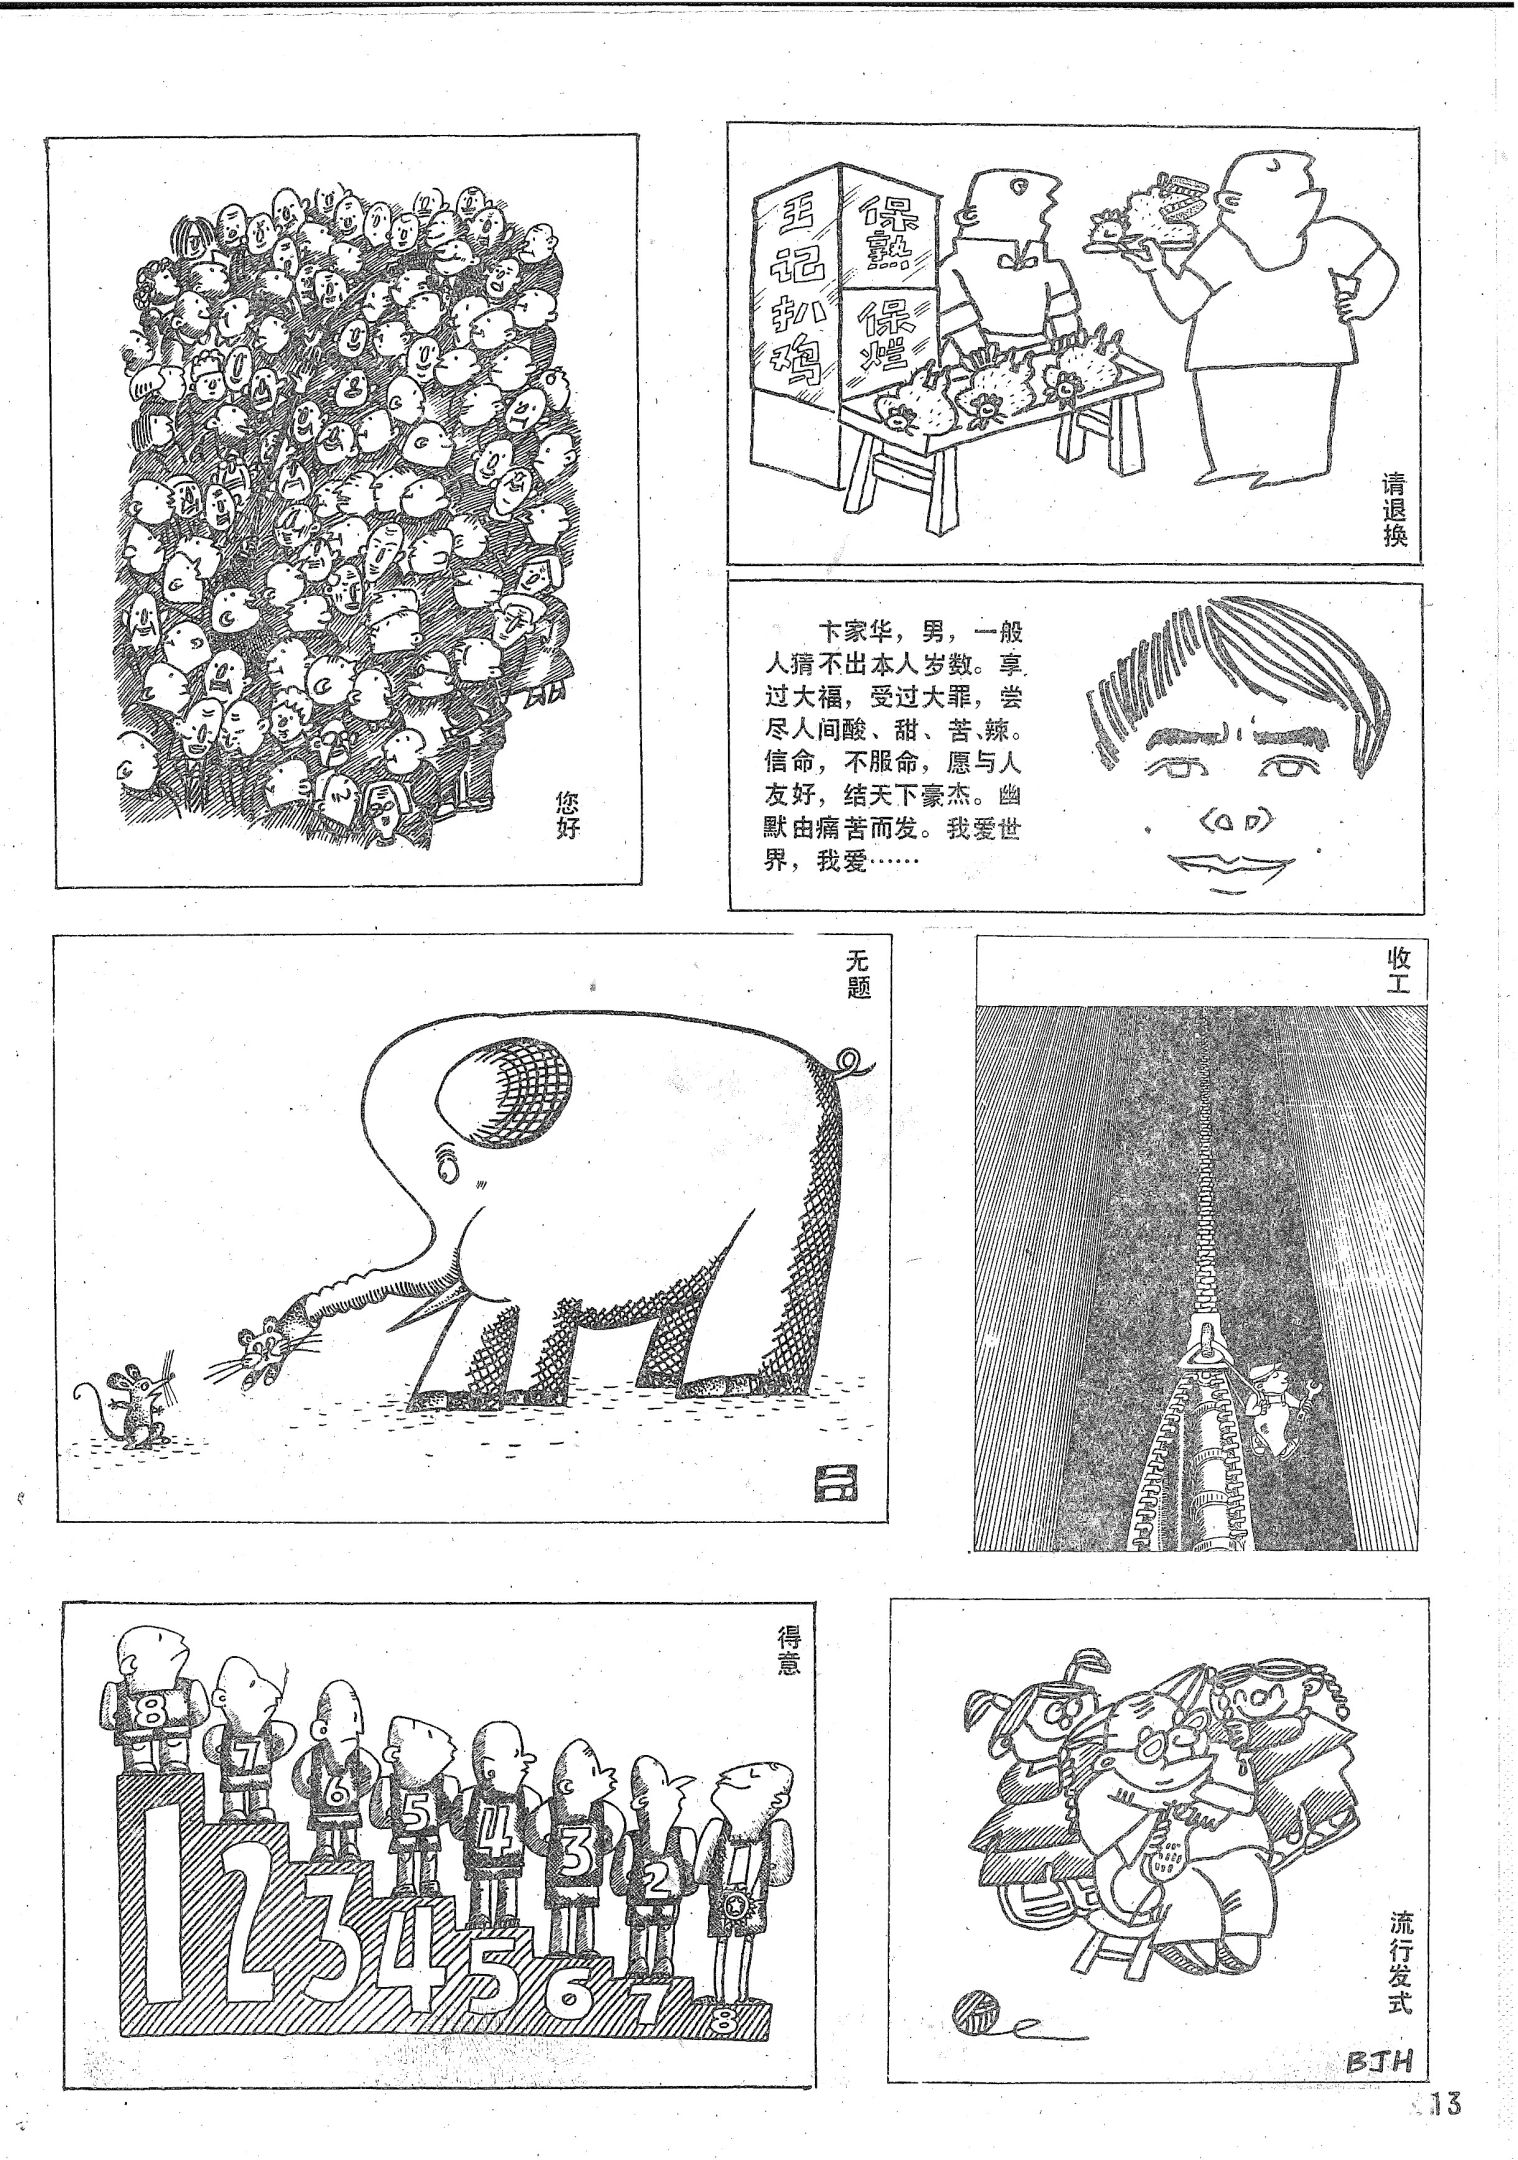 您好
王记扒鸡
保熟
保烂
请退换
卞家华，男，一般
人猜不出本人岁数。享
过大福，受过大罪，尝
尽人间酸、甜、苦、辣。
信命，不服命，愿与人
友好，结天下豪杰。幽
默由痛苦而发。我爱世
界，我爱……
无题
收工
得意
8
7
6
5
4
3
2
1
1
2
3
4
5
6
7
8
流行发式
BJH
13